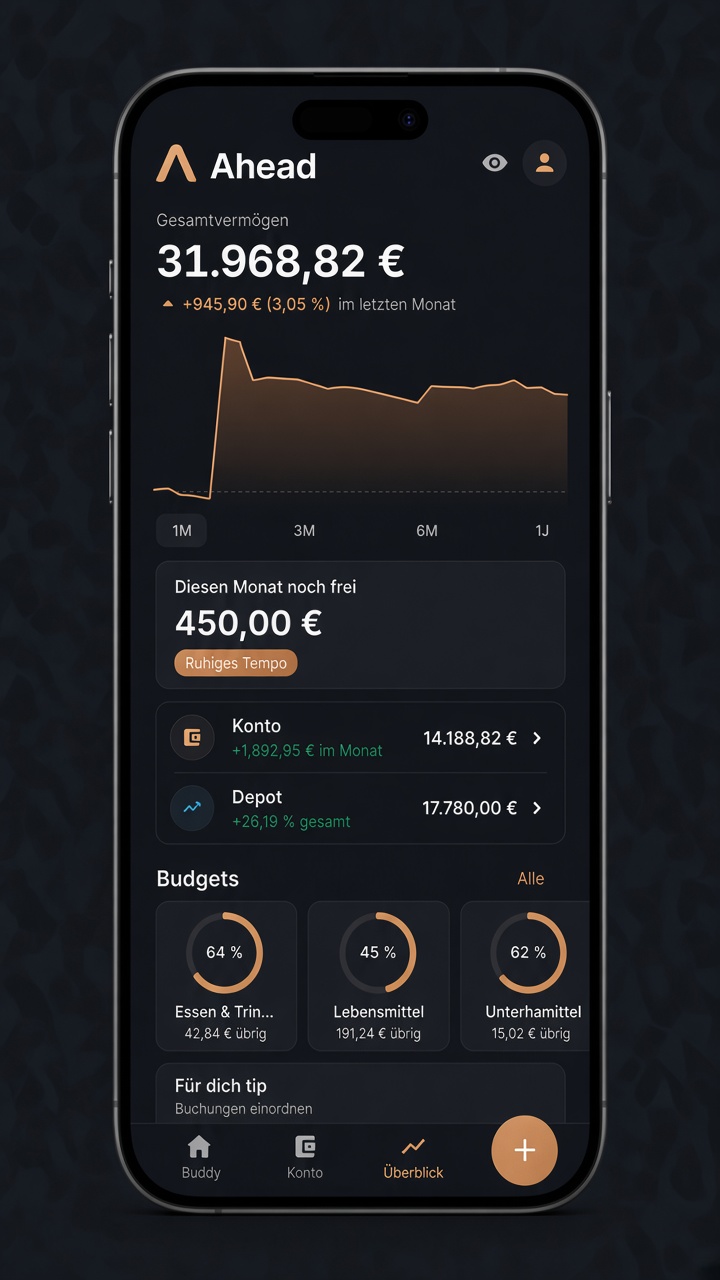 Ahead
Gesamtvermögen
31.968,82 €
+945,90 € (3,05 %) im letzten Monat
1M 3M 6M 1J
Diesen Monat noch frei
450,00 €
Ruhiges Tempo
Konto
+1,892,95 € im Monat
14.188,82 €
Depot
+26,19 % gesamt
17.780,00 €
Budgets
Alle
64 %
Essen & Trin...
42,84 € übrig
45 %
Lebensmittel
191,24 € übrig
62 %
Unterhamittel
15,02 € übrig
Für dich tip
Buchungen einordnen
Buddy
Konto
Überblick